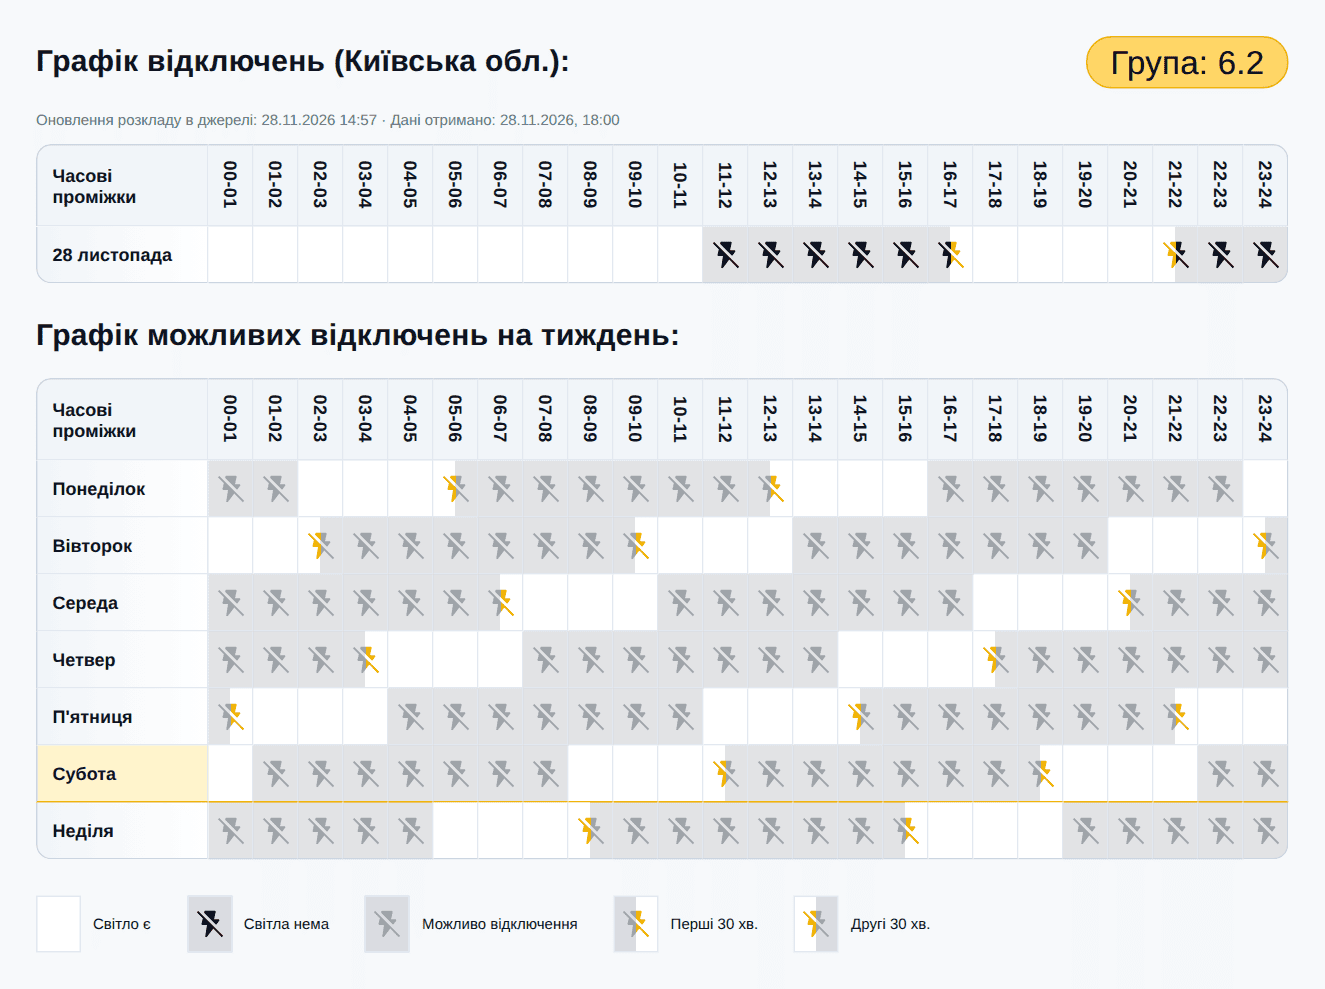 Графік відключень (Київська обл.):
Група: 6.2
Оновлення розкладу в джерелі: 28.11.2026 14:57 · Дані отримано: 28.11.2026, 18:00
Часові проміжки 00-01 01-02 02-03 03-04 04-05 05-06 06-07 07-08 08-09 09-10 10-11 11-12 12-13 13-14 14-15 15-16 16-17 17-18 18-19 19-20 20-21 21-22 22-23 23-24
28 листопада
Графік можливих відключень на тиждень:
Часові проміжки 00-01 01-02 02-03 03-04 04-05 05-06 06-07 07-08 08-09 09-10 10-11 11-12 12-13 13-14 14-15 15-16 16-17 17-18 18-19 19-20 20-21 21-22 22-23 23-24
Понеділок
Вівторок
Середа
Четвер
П'ятниця
Субота
Неділя
Світло є Світла нема Можливо відключення Перші 30 хв. Другі 30 хв.